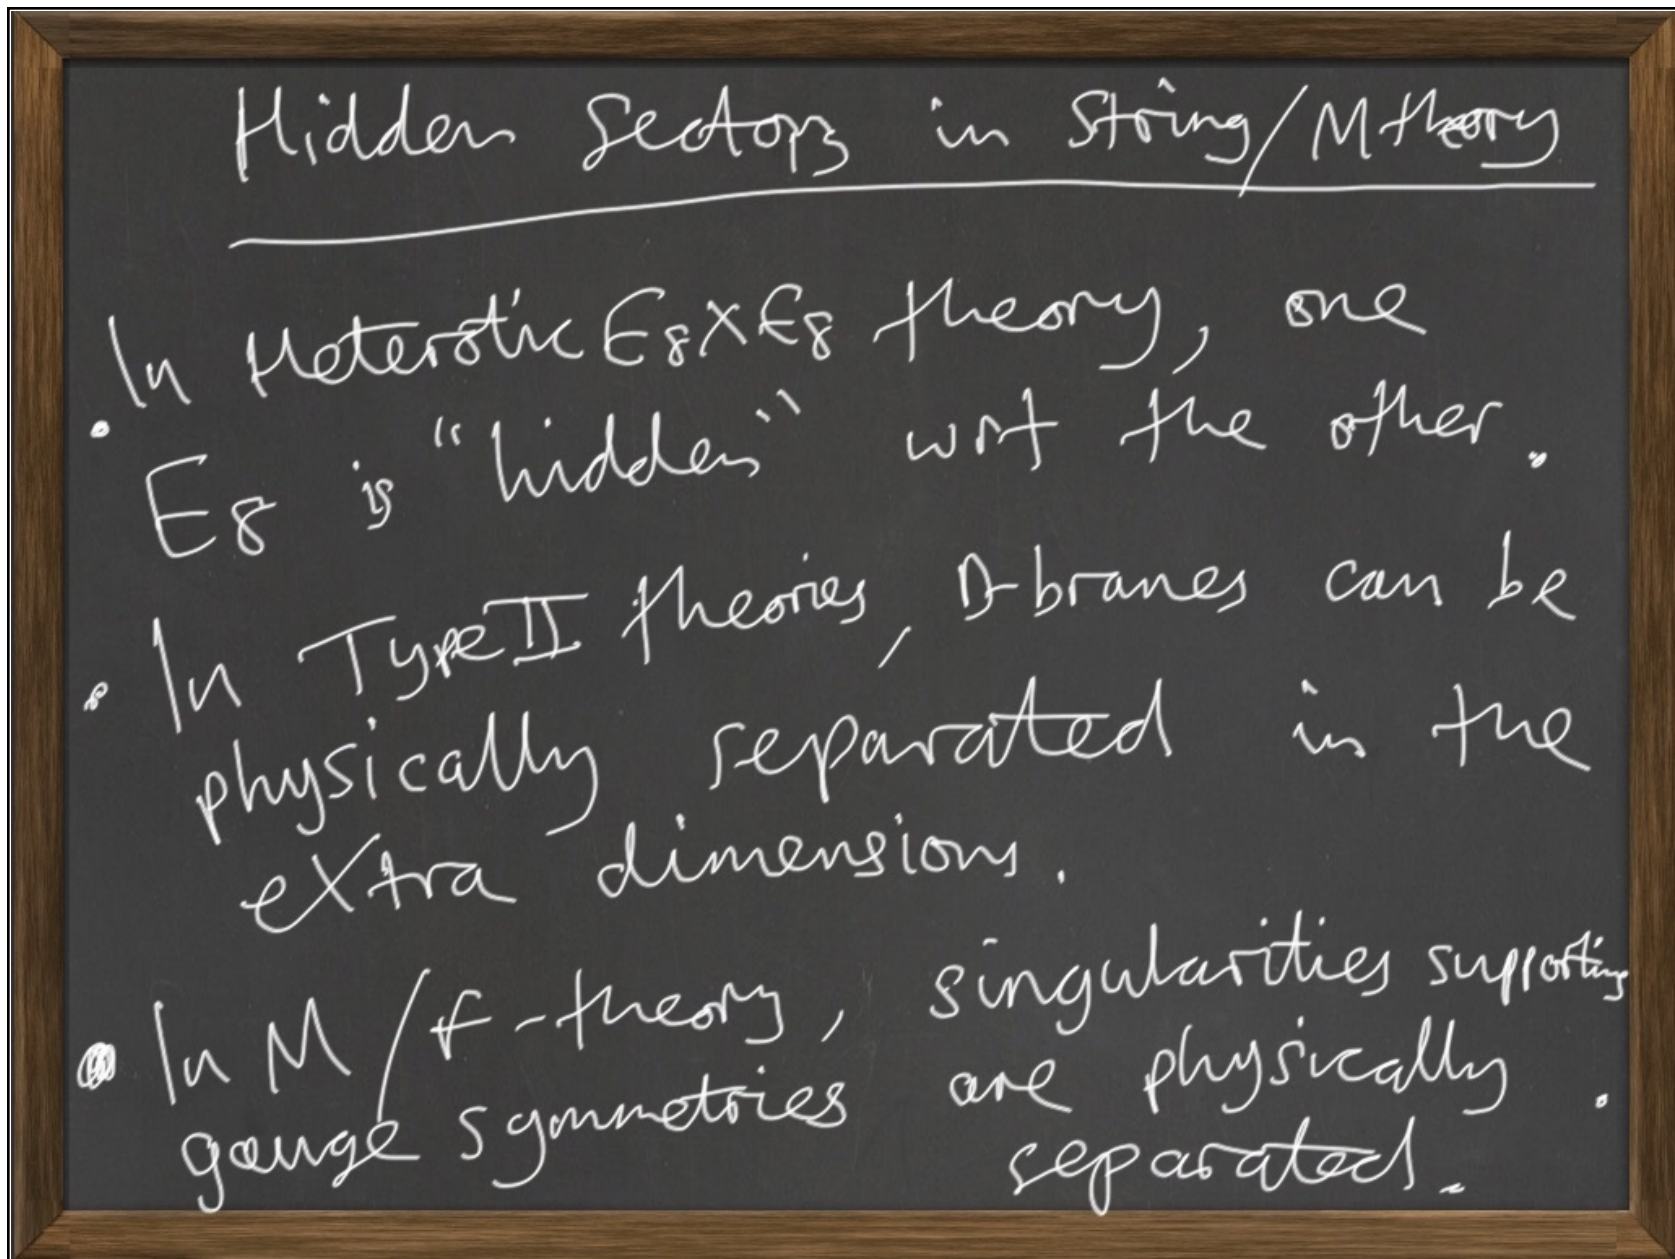 Hidden Sectors in String/M theory
• In Heterotic E8×E8 theory, one
E8 is "hidden" wrt the other.
• In Type II theories, D-branes can be
physically separated in the
extra dimensions.
• In M/F-theory, singularities supporting
gauge symmetries are physically
separated.